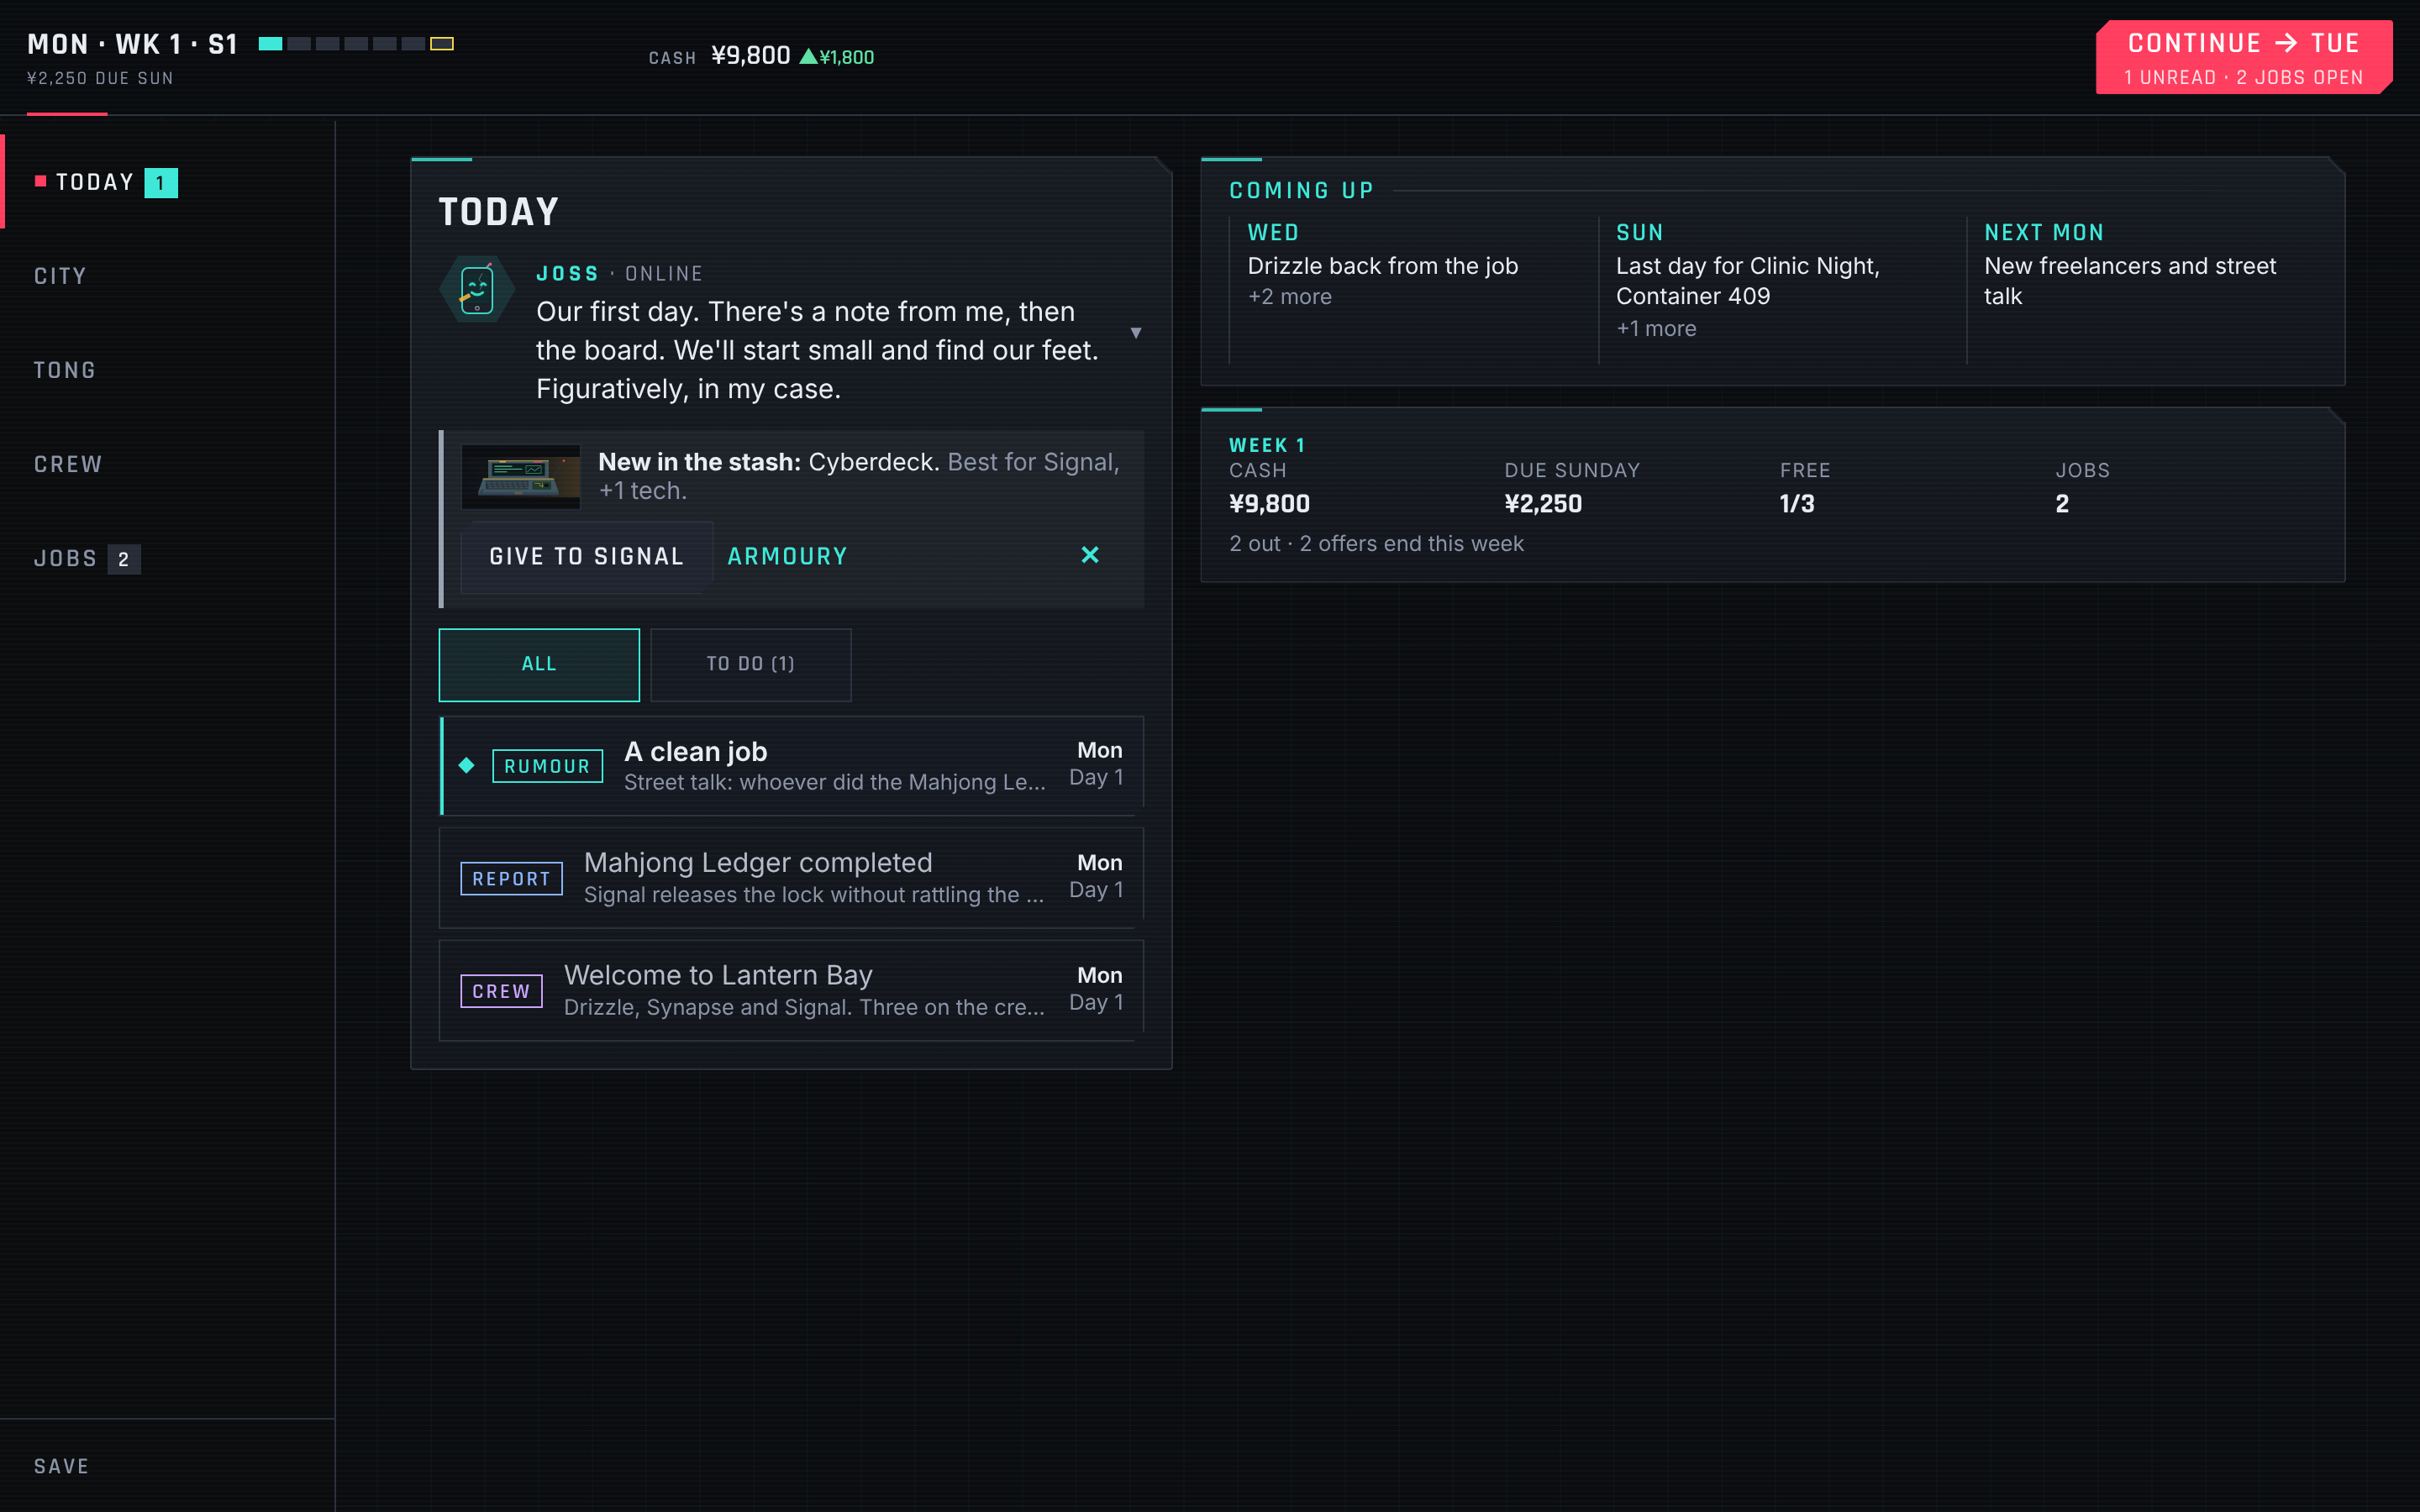 MON · WK 1 · S1
¥2,250 DUE SUN
CASH ¥9,800 ▲¥1,800
CONTINUE → TUE
1 UNREAD · 2 JOBS OPEN
TODAY 1
CITY
TONG
CREW
JOBS 2
SAVE
TODAY
JOSS · ONLINE
Our first day. There's a note from me, then
the board. We'll start small and find our feet.
Figuratively, in my case.
New in the stash: Cyberdeck. Best for Signal,
+1 tech.
GIVE TO SIGNAL ARMOURY ✕
ALL
TO DO (1)
RUMOUR
A clean job
Street talk: whoever did the Mahjong Le...
Mon
Day 1
REPORT
Mahjong Ledger completed
Signal releases the lock without rattling the ...
Mon
Day 1
CREW
Welcome to Lantern Bay
Drizzle, Synapse and Signal. Three on the cre...
Mon
Day 1
COMING UP
WED
Drizzle back from the job
+2 more
SUN
Last day for Clinic Night,
Container 409
+1 more
NEXT MON
New freelancers and street
talk
WEEK 1
CASH
¥9,800
DUE SUNDAY
¥2,250
FREE
1/3
JOBS
2
2 out · 2 offers end this week